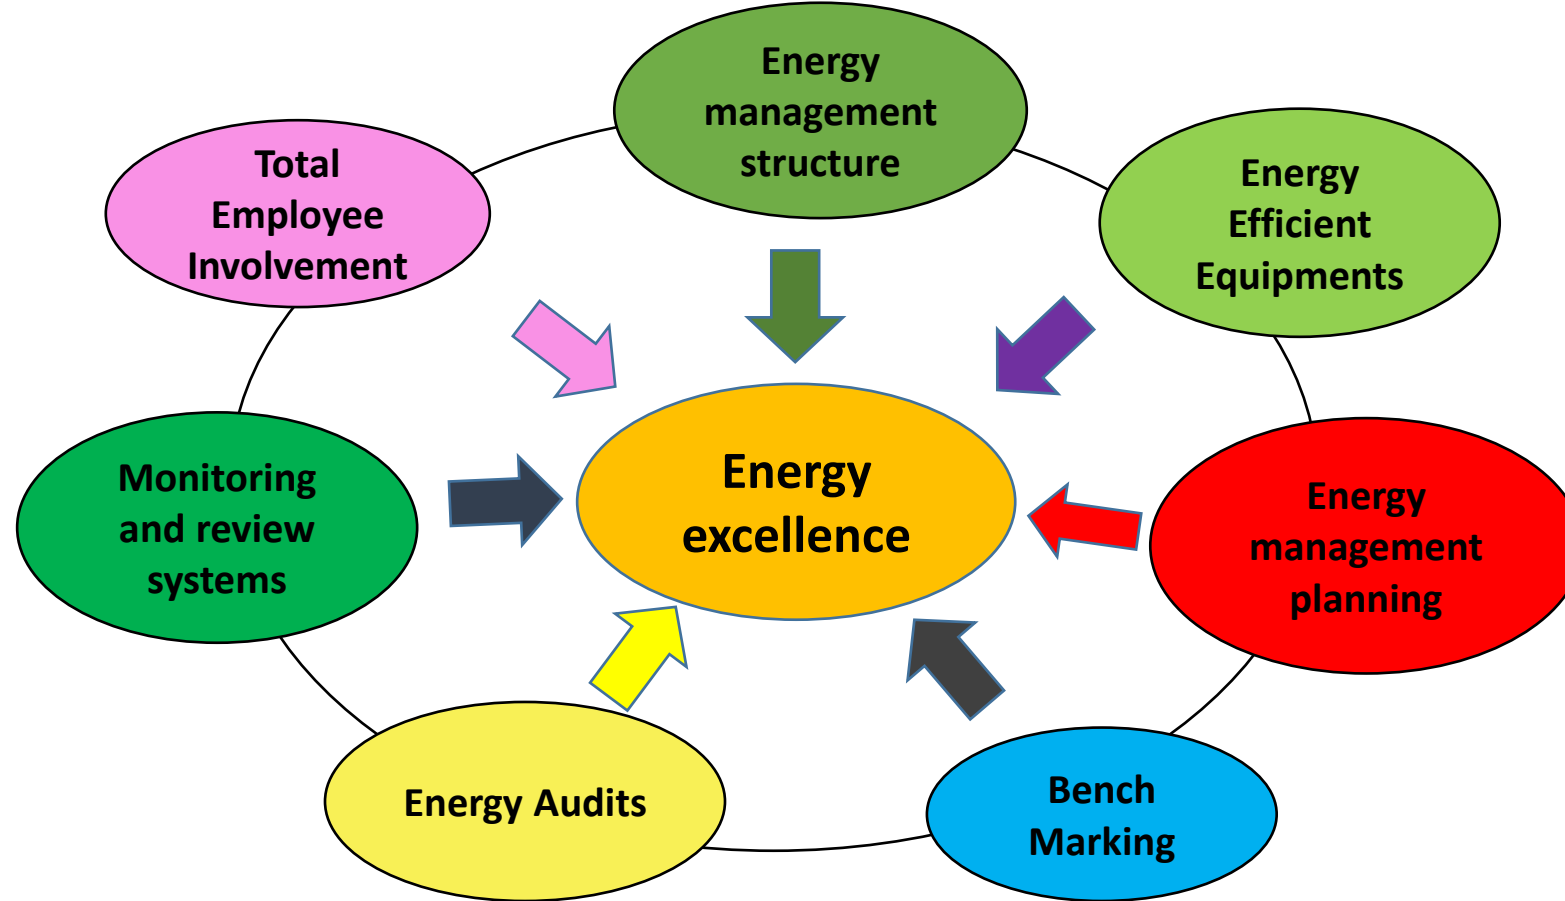 Energy
management
structure
Total
Employee
Involvement
Energy
Efficient
Equipments
Monitoring
and review
systems
Energy
excellence
Energy
management
planning
Energy Audits
Bench
Marking